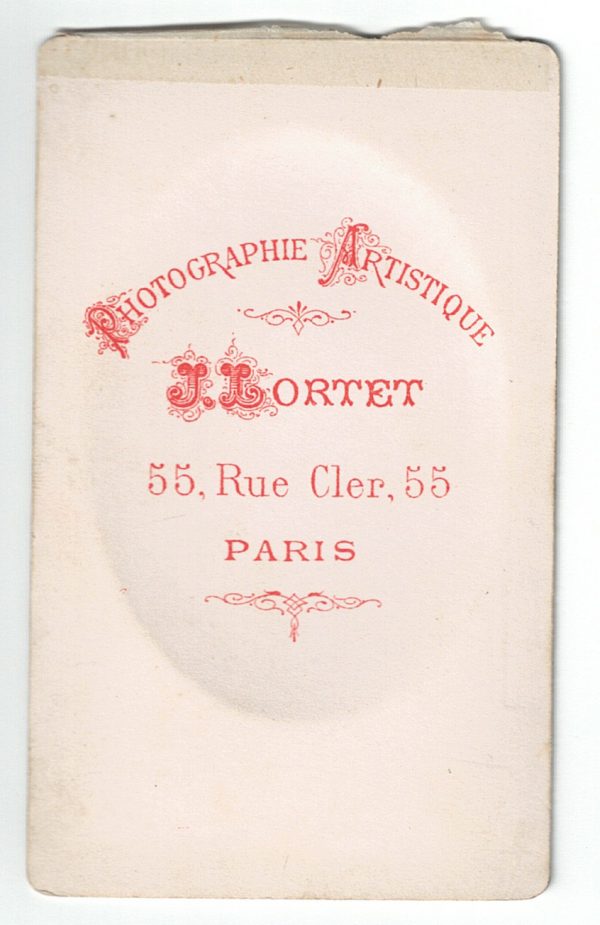 PHOTOGRAPHIE ARTISTIQUE
J. LORTET
55, Rue Cler, 55
PARIS